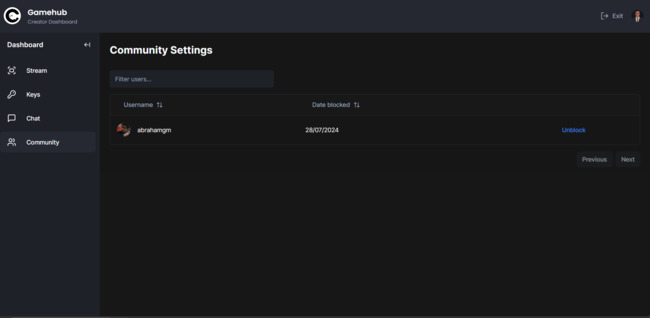 Gamehub
Creator Dashboard
Exit
Dashboard
Stream
Keys
Chat
Community
Community Settings
Filter users...
Username Date blocked
abrahamgm 28/07/2024 Unblock
Previous Next